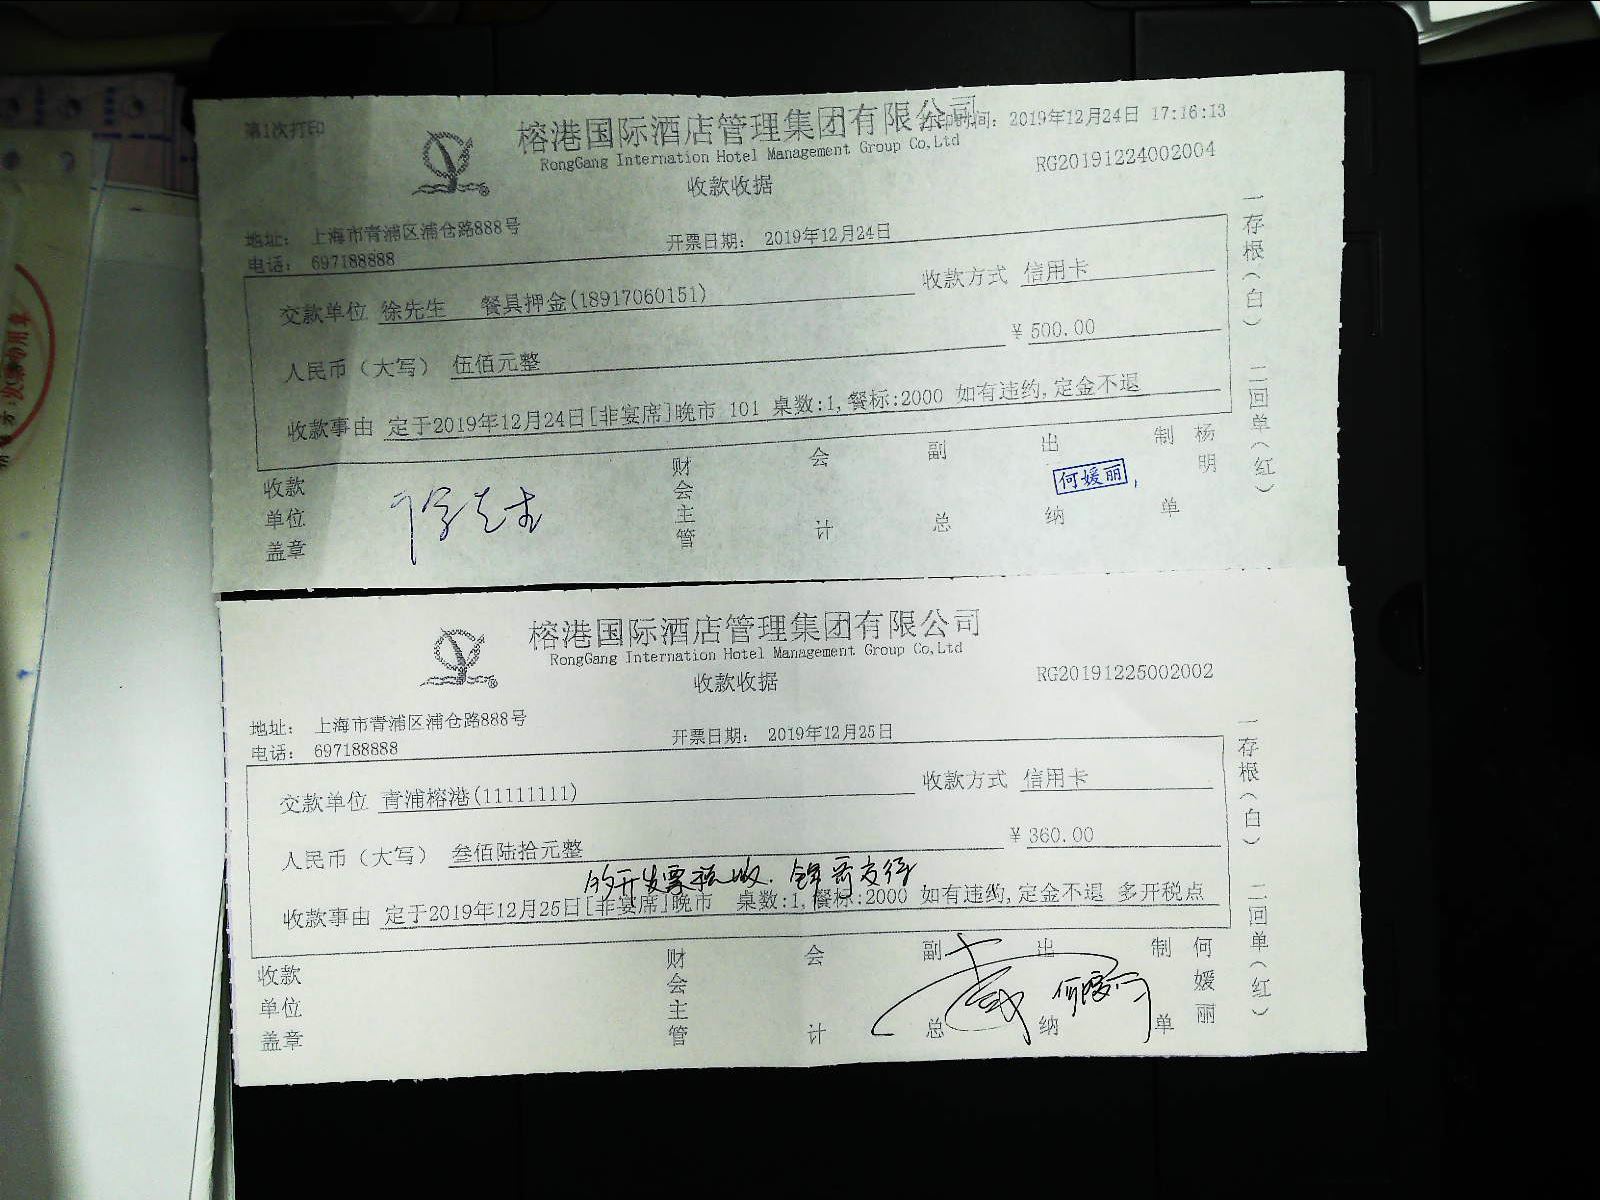 第1次打印
榕港国际酒店管理集团有限公司
2019年12月24日 17:16:13
RongGang Internation Hotel Management Group Co,Ltd
RG20191224002004
收款收据
地址： 上海市青浦区浦仓路888号
开票日期： 2019年12月24日
电话： 697188888
交款单位 徐先生 餐具押金(18917060151) 收款方式 信用卡
人民币（大写） 伍佰元整 ￥500.00
收款事由 定于2019年12月24日[非宴席]晚市 101 桌数:1,餐标:2000 如有违约,定金不退
收款单位盖章 徐先生 财会主管 会计 副总 出纳 何媛丽 制单 杨明
一存根（白） 二回单（红）
榕港国际酒店管理集团有限公司
RongGang Internation Hotel Management Group Co,Ltd
RG20191225002002
收款收据
地址： 上海市青浦区浦仓路888号
开票日期： 2019年12月25日
电话： 697188888
交款单位 青浦榕港(11111111) 收款方式 信用卡
人民币（大写） 叁佰陆拾元整 ￥360.00
收款事由 定于2019年12月25日[非宴席]晚市 桌数:1,餐标:2000 如有违约,定金不退 多开税点
收款单位盖章 财会主管 会计 副总 出纳 何媛丽 制单 何媛丽
一存根（白） 二回单（红）